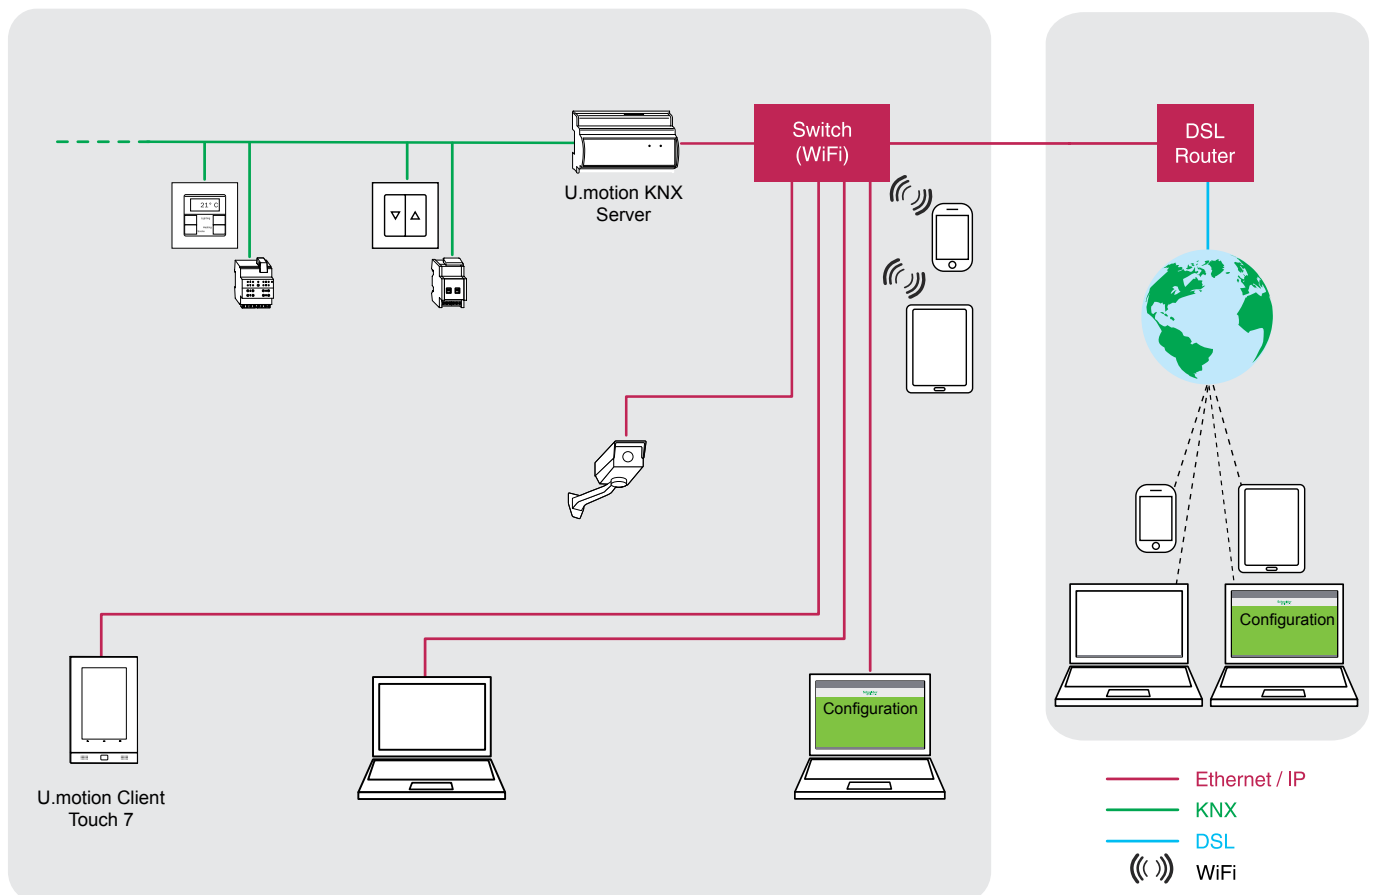 Switch
(WiFi)
DSL
Router
U.motion KNX
Server
21° C
Configuration
Configuration
U.motion Client
Touch 7
Ethernet / IP
KNX
DSL
WiFi